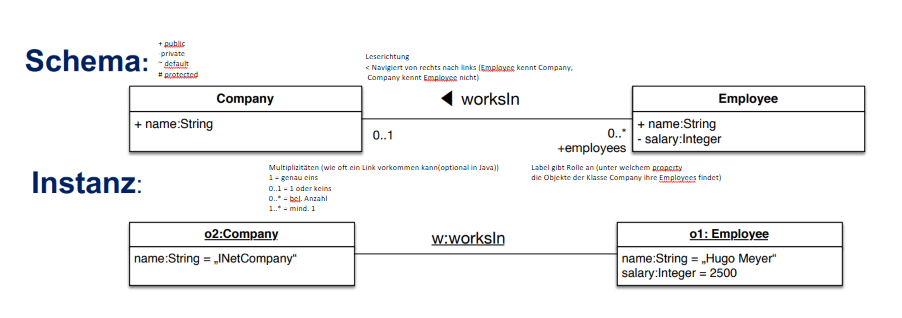 Schema:
+ public
-private
~ default
# protected
Leserichtung
< Navigiert von rechts nach links (Employee kennt Company,
Company kennt Employee nicht)
Company
+ name:String
◀ worksIn
0..1
0..*
+employees
Employee
+ name:String
- salary:Integer
Instanz:
Multiplizitäten (wie oft ein Link vorkommen kann(optional in Java))
1 = genau eins
0..1 = 1 oder keins
0..* = bel. Anzahl
1..* = mind. 1
Label gibt Rolle an (unter welchem property
die Objekte der Klasse Company ihre Employees findet)
o2:Company
name:String = „INetCompany“
w:worksIn
o1: Employee
name:String = „Hugo Meyer“
salary:Integer = 2500